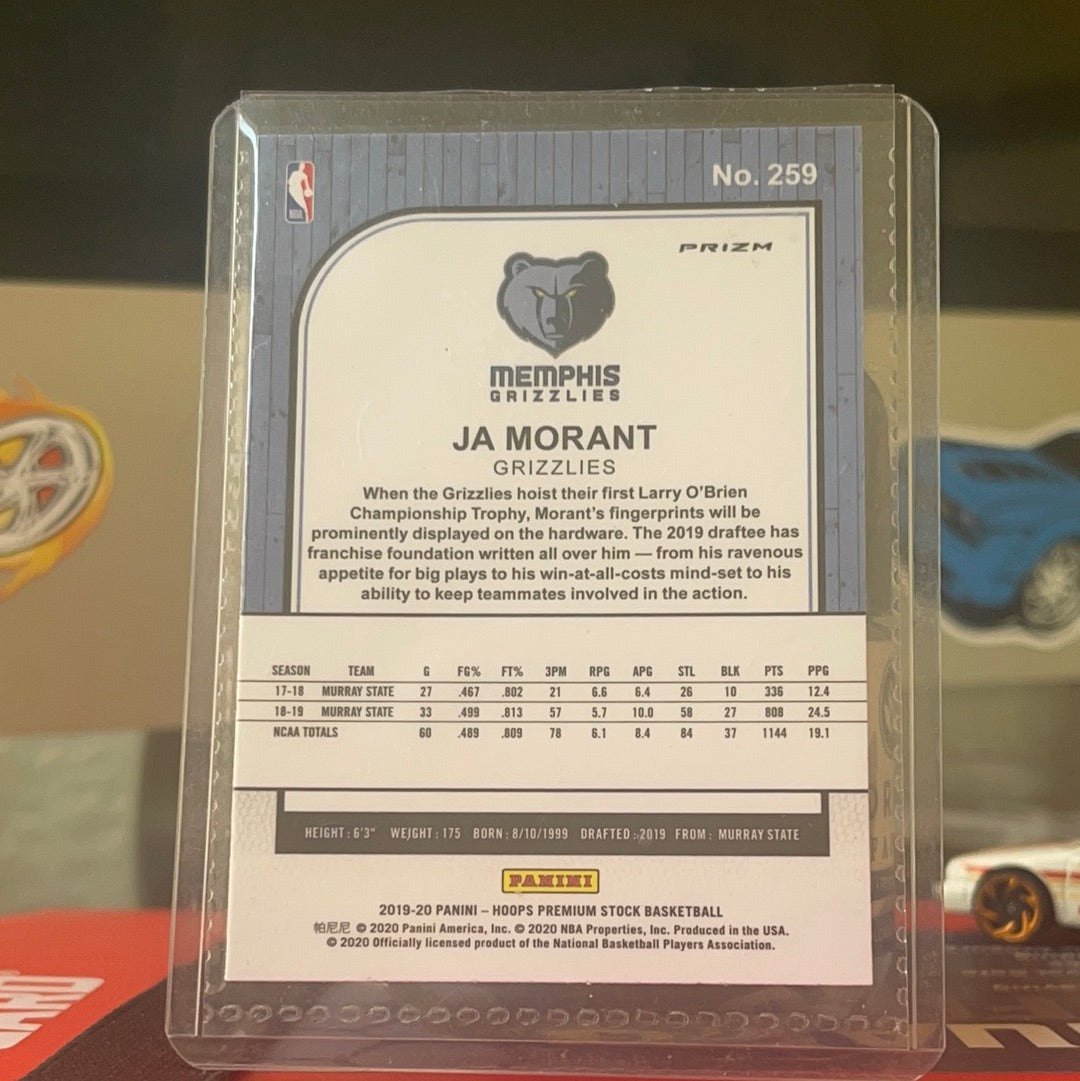 NBA
No. 259
PRIZM
MEMPHIS
GRIZZLIES
JA MORANT
GRIZZLIES
When the Grizzlies hoist their first Larry O'Brien
Championship Trophy, Morant's fingerprints will be
prominently displayed on the hardware. The 2019 draftee has
franchise foundation written all over him — from his ravenous
appetite for big plays to his win-at-all-costs mind-set to his
ability to keep teammates involved in the action.
SEASON TEAM G FG% FT% 3PM RPG APG STL BLK PTS PPG
17-18 MURRAY STATE 27 .467 .802 21 6.6 6.4 26 10 336 12.4
18-19 MURRAY STATE 33 .499 .813 57 5.7 10.0 58 27 808 24.5
NCAA TOTALS 60 .489 .809 78 6.1 8.4 84 37 1144 19.1
HEIGHT: 6'3" WEIGHT: 175 BORN: 8/10/1999 DRAFTED: 2019 FROM: MURRAY STATE
PANINI
2019-20 PANINI – HOOPS PREMIUM STOCK BASKETBALL
帕尼尼 © 2020 Panini America, Inc. © 2020 NBA Properties, Inc. Produced in the USA.
© 2020 Officially licensed product of the National Basketball Players Association.